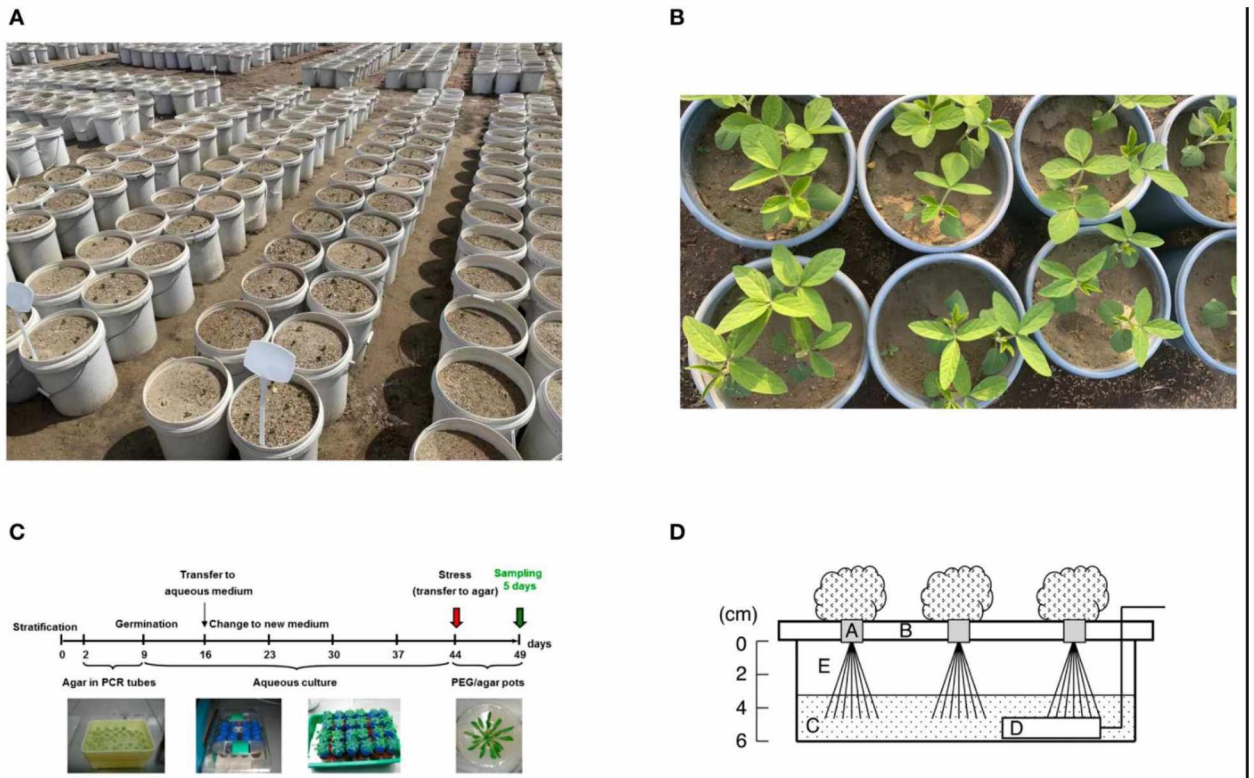 A
B
C
Transfer to
aqueous medium
Stress
(transfer to agar)
Sampling
5 days
Stratification
Germination
Change to new medium
0 2 9 16 23 30 37 44 49 days
Agar in PCR tubes
Aqueous culture
PEG/agar pots
D
(cm)
0
2
4
6
A
B
E
C
D